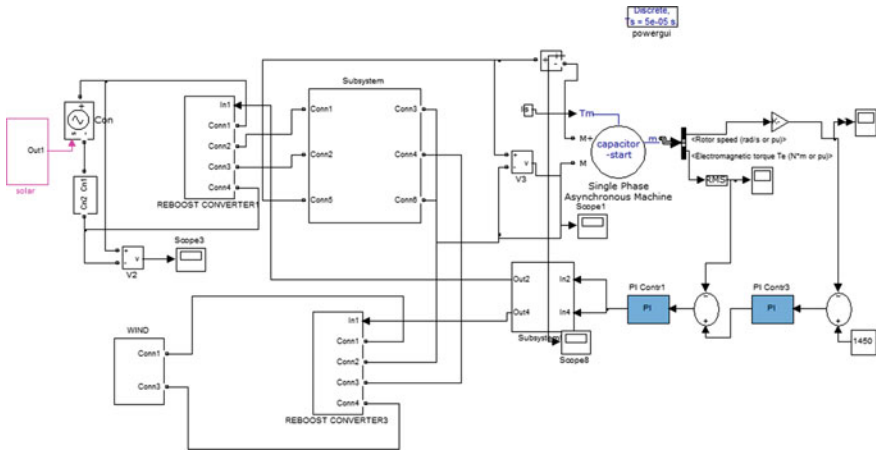 Discrete,
Ts = 5e-05 s
powergui
Subsystem
Con
Out1
solar
Cn2 Cn1
In1
Conn1
Conn2
Conn3
Conn4
REBOOST CONVERTER1
Conn1
Conn2
Conn5
Conn3
Conn4
Conn6
V3
Tm
M+
M
m
capacitor
-start
Single Phase
Asynchronous Machine
<Rotor speed (rad/s or pu)>
<Electromagnetic torque Te (N*m or pu)>
RMS
Scope1
V2
Scope3
Out2
Out4
In2
In4
Subsystem
Scope8
PI Contr1
PI
PI Contr3
PI
1450
WIND
Conn1
Conn3
In1
Conn1
Conn2
Conn3
Conn4
REBOOST CONVERTER3